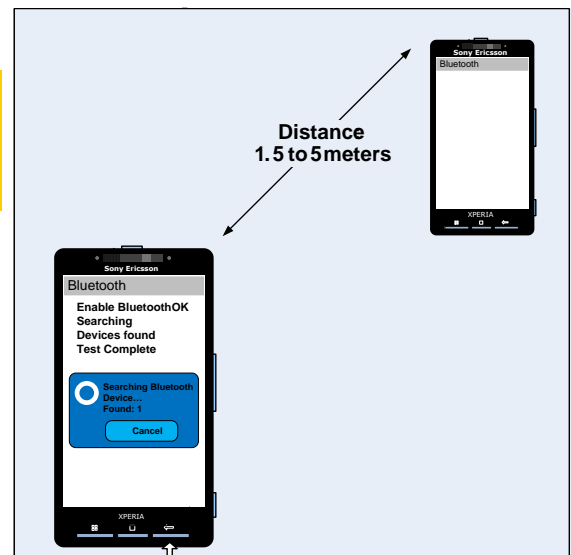 Sony Ericsson
Bluetooth
Distance
1.5 to 5 meters
XPERIA
Sony Ericsson
Bluetooth
Enable BluetoothOK
Searching
Devices found
Test Complete
Searching Bluetooth
Device...
Found: 1
Cancel
XPERIA